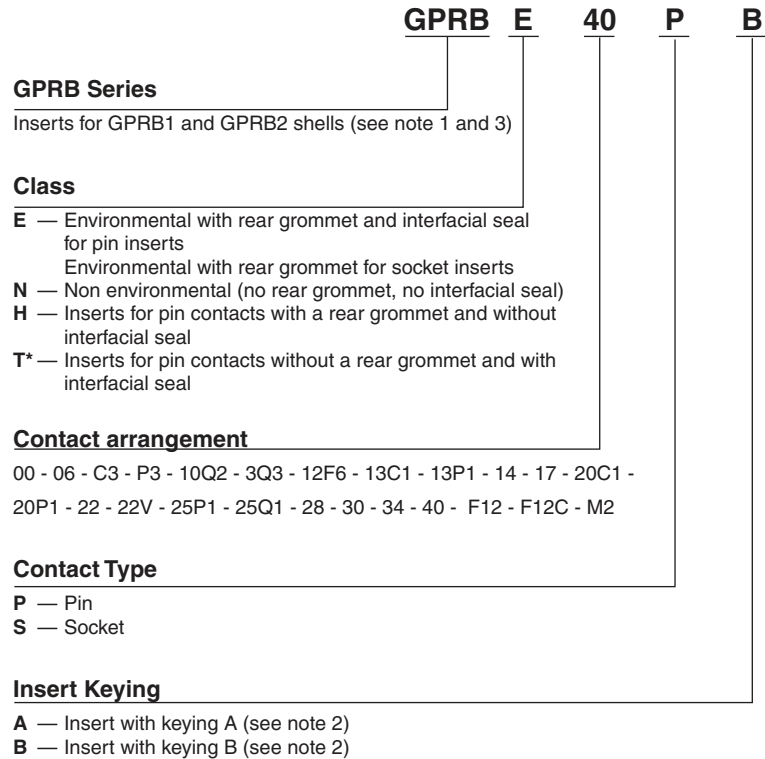 GPRB E 40 P B
GPRB Series
Inserts for GPRB1 and GPRB2 shells (see note 1 and 3)
Class
E — Environmental with rear grommet and interfacial seal
for pin inserts
Environmental with rear grommet for socket inserts
N — Non environmental (no rear grommet, no interfacial seal)
H — Inserts for pin contacts with a rear grommet and without
interfacial seal
T* — Inserts for pin contacts without a rear grommet and with
interfacial seal
Contact arrangement
00 - 06 - C3 - P3 - 10Q2 - 3Q3 - 12F6 - 13C1 - 13P1 - 14 - 17 - 20C1 -
20P1 - 22 - 22V - 25P1 - 25Q1 - 28 - 30 - 34 - 40 - F12 - F12C - M2
Contact Type
P — Pin
S — Socket
Insert Keying
A — Insert with keying A (see note 2)
B — Insert with keying B (see note 2)